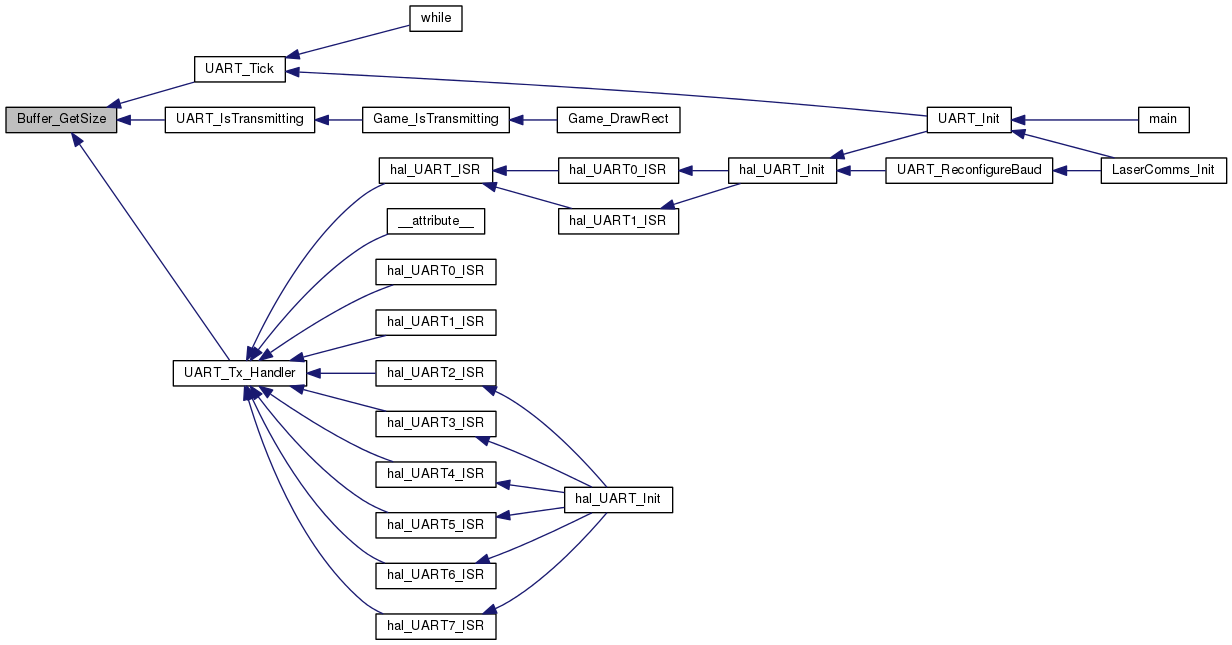 while
UART_Tick
Buffer_GetSize
UART_IsTransmitting
Game_IsTransmitting
Game_DrawRect
UART_Init
main
hal_UART_ISR
hal_UART0_ISR
hal_UART_Init
UART_ReconfigureBaud
LaserComms_Init
__attribute__
hal_UART1_ISR
hal_UART0_ISR
hal_UART1_ISR
UART_Tx_Handler
hal_UART2_ISR
hal_UART3_ISR
hal_UART4_ISR
hal_UART_Init
hal_UART5_ISR
hal_UART6_ISR
hal_UART7_ISR